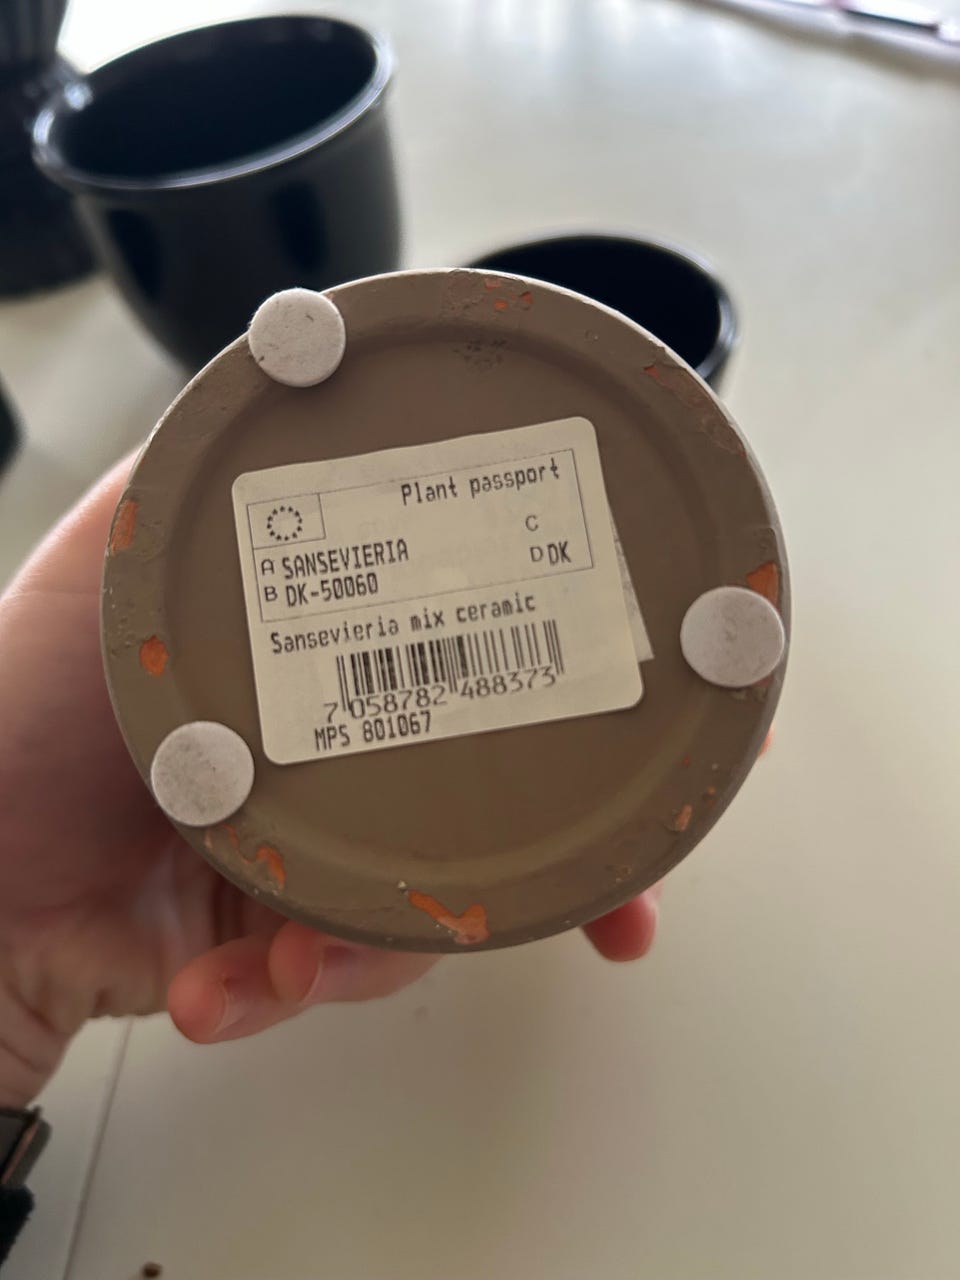 Plant passport
A SANSEVIERIA
C
B DK-50060
D DK
Sansevieria mix ceramic
7 058782 488373
MPS 801067